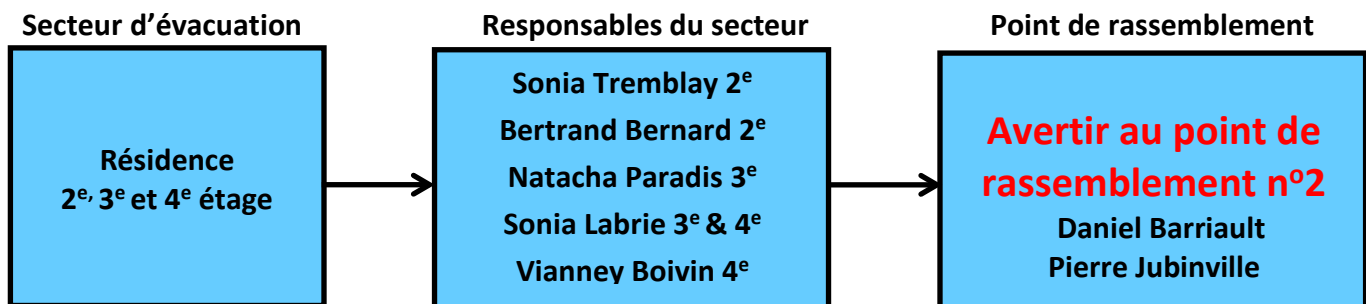 Secteur d’évacuation
Résidence
2e, 3e et 4e étage
Responsables du secteur
Sonia Tremblay 2e
Bertrand Bernard 2e
Natacha Paradis 3e
Sonia Labrie 3e & 4e
Vianney Boivin 4e
Point de rassemblement
Avertir au point de
rassemblement no2
Daniel Barriault
Pierre Jubinville